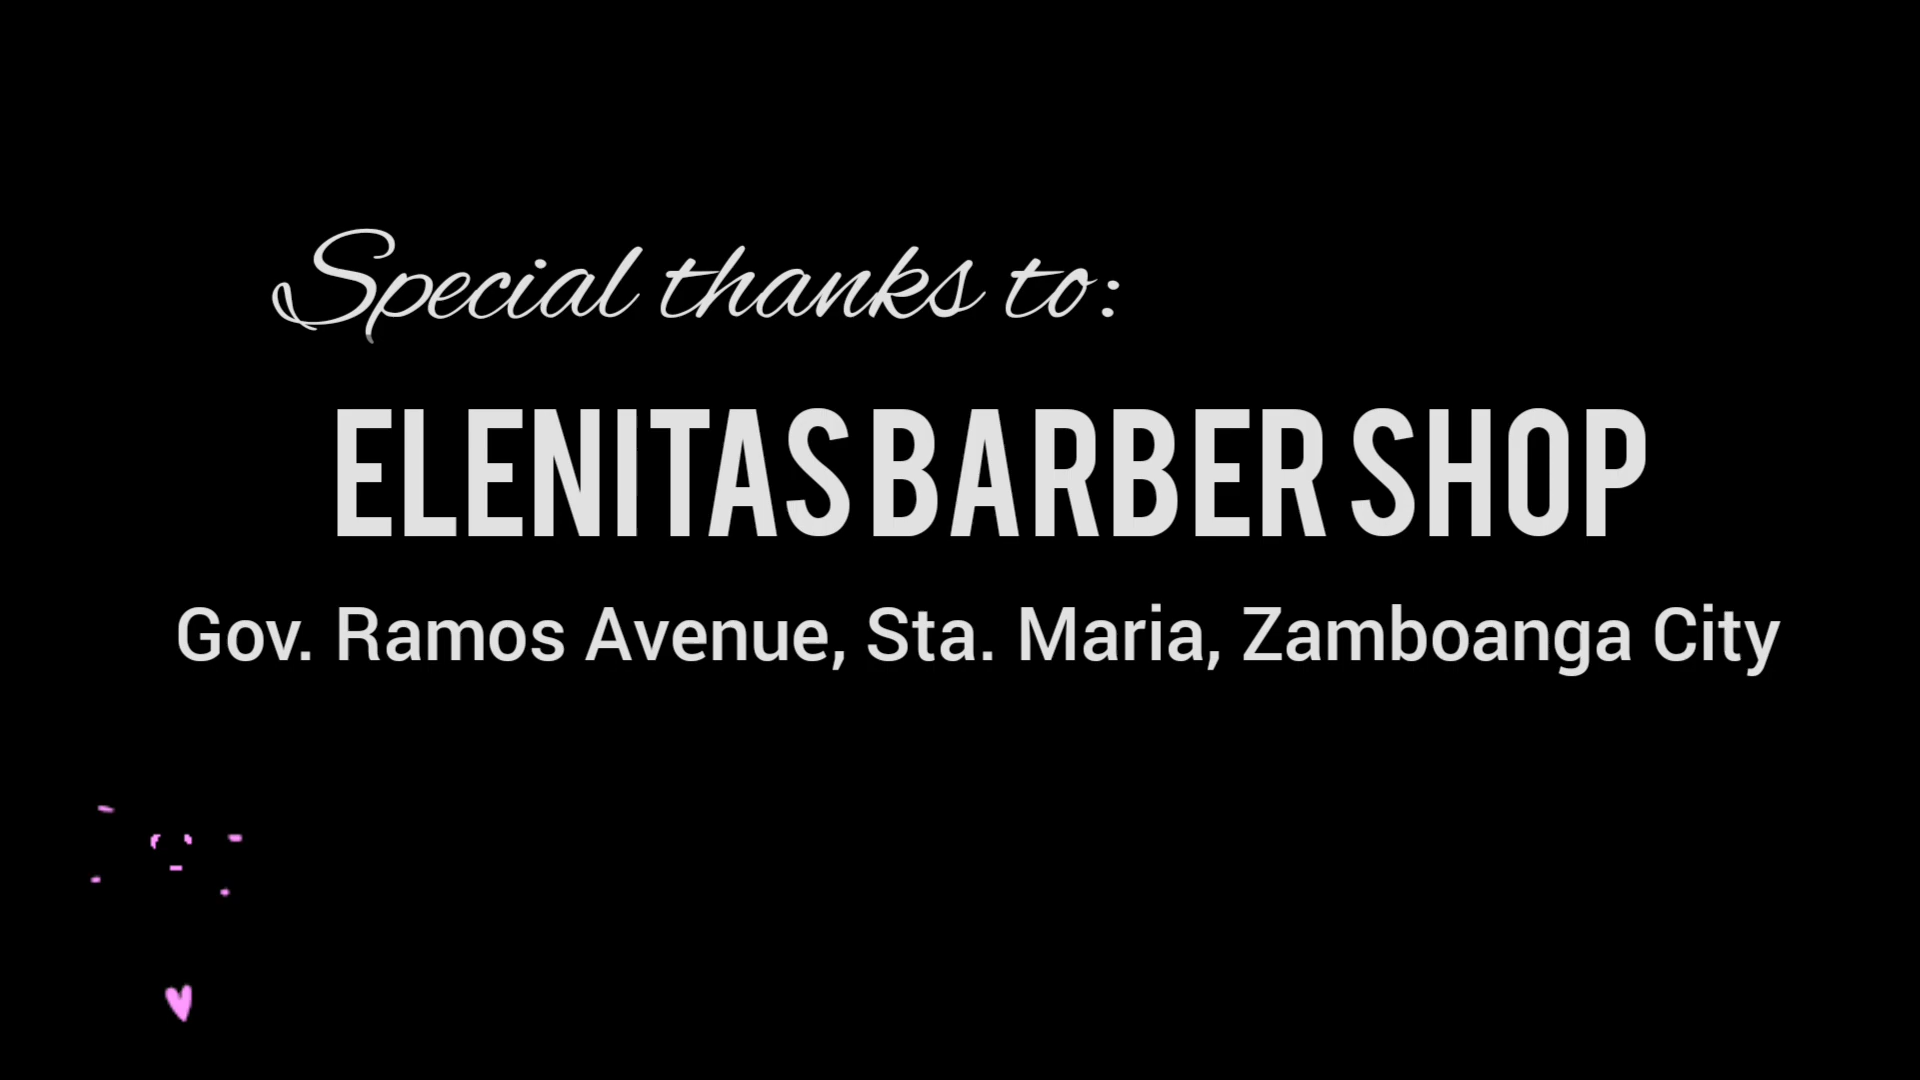 Special thanks to:
ELENITAS BARBER SHOP
Gov. Ramos Avenue, Sta. Maria, Zamboanga City